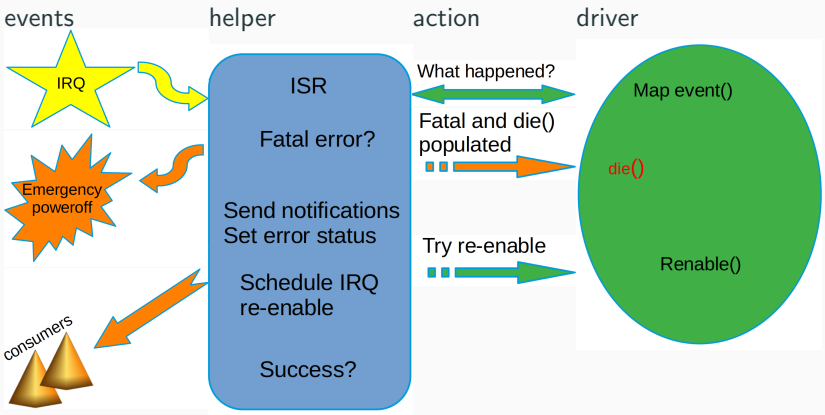 events
helper
action
driver
IRQ
Emergency
poweroff
consumers
ISR
Fatal error?
Send notifications
Set error status
Schedule IRQ
re-enable
Success?
What happened?
Fatal and die()
populated
Try re-enable
Map event()
die()
Renable()